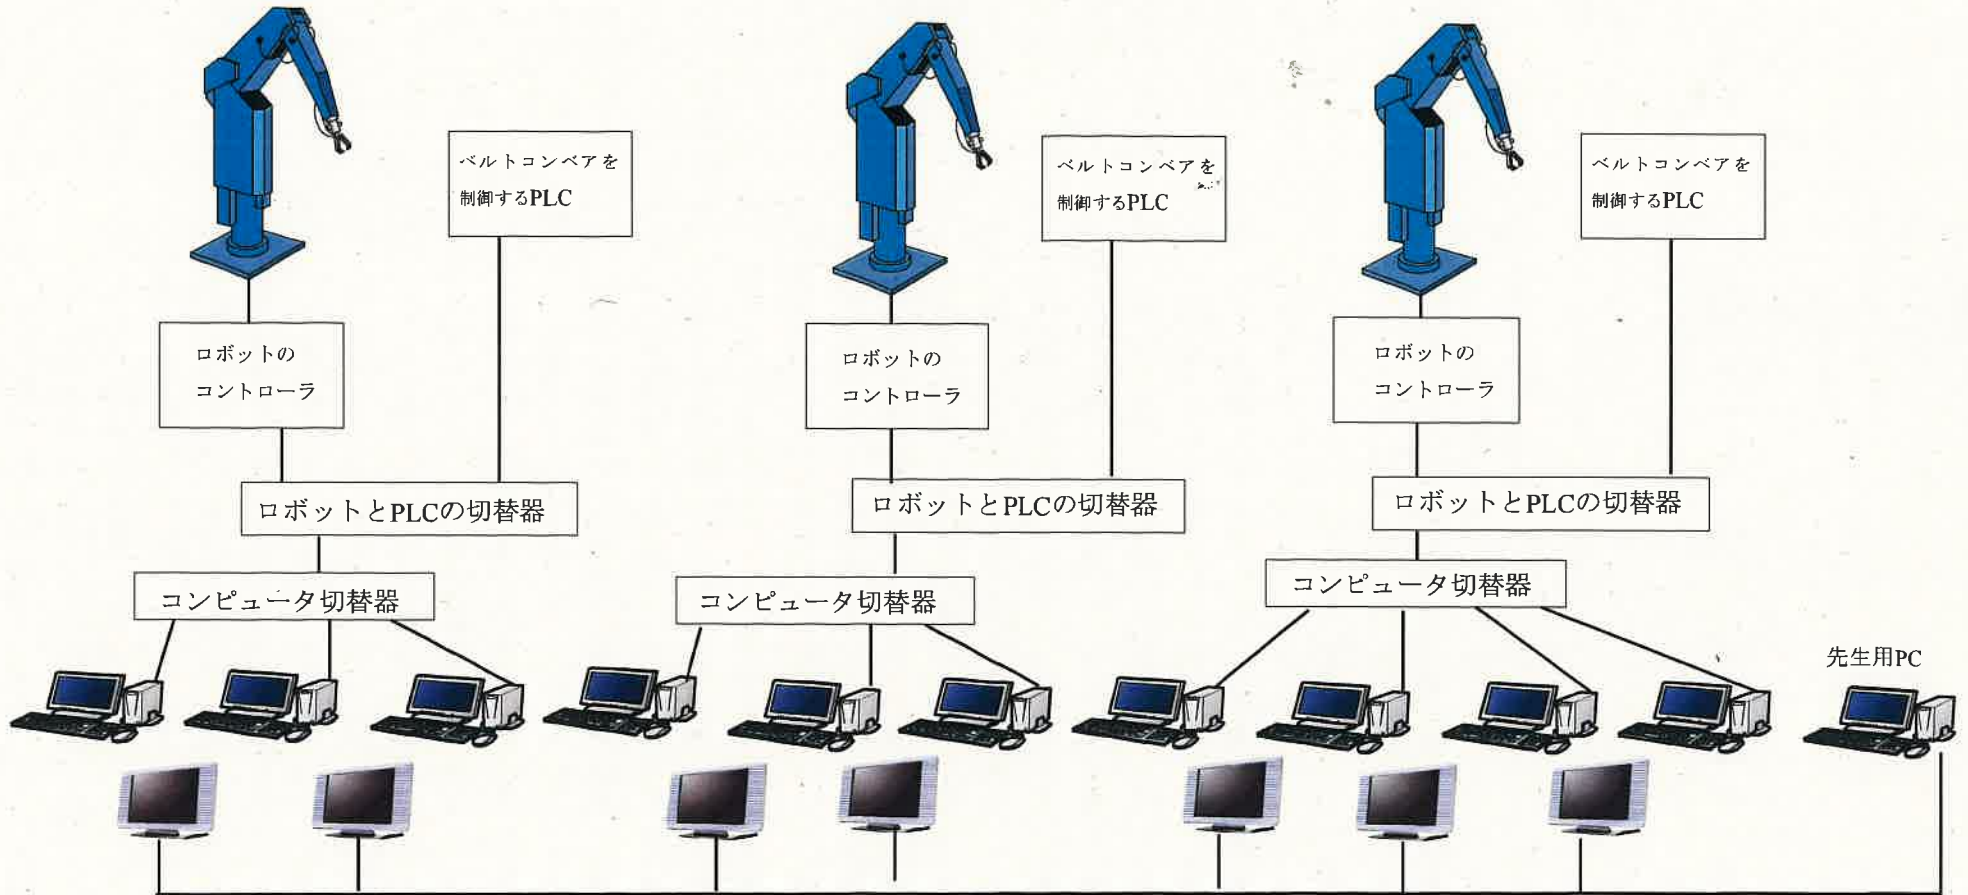 ベルトコンベアを
制御するPLC
ベルトコンベアを
制御するPLC
ベルトコンベアを
制御するPLC
ロボットの
コントローラ
ロボットの
コントローラ
ロボットの
コントローラ
ロボットとPLCの切替器
ロボットとPLCの切替器
ロボットとPLCの切替器
コンピュータ切替器
コンピュータ切替器
コンピュータ切替器
先生用PC